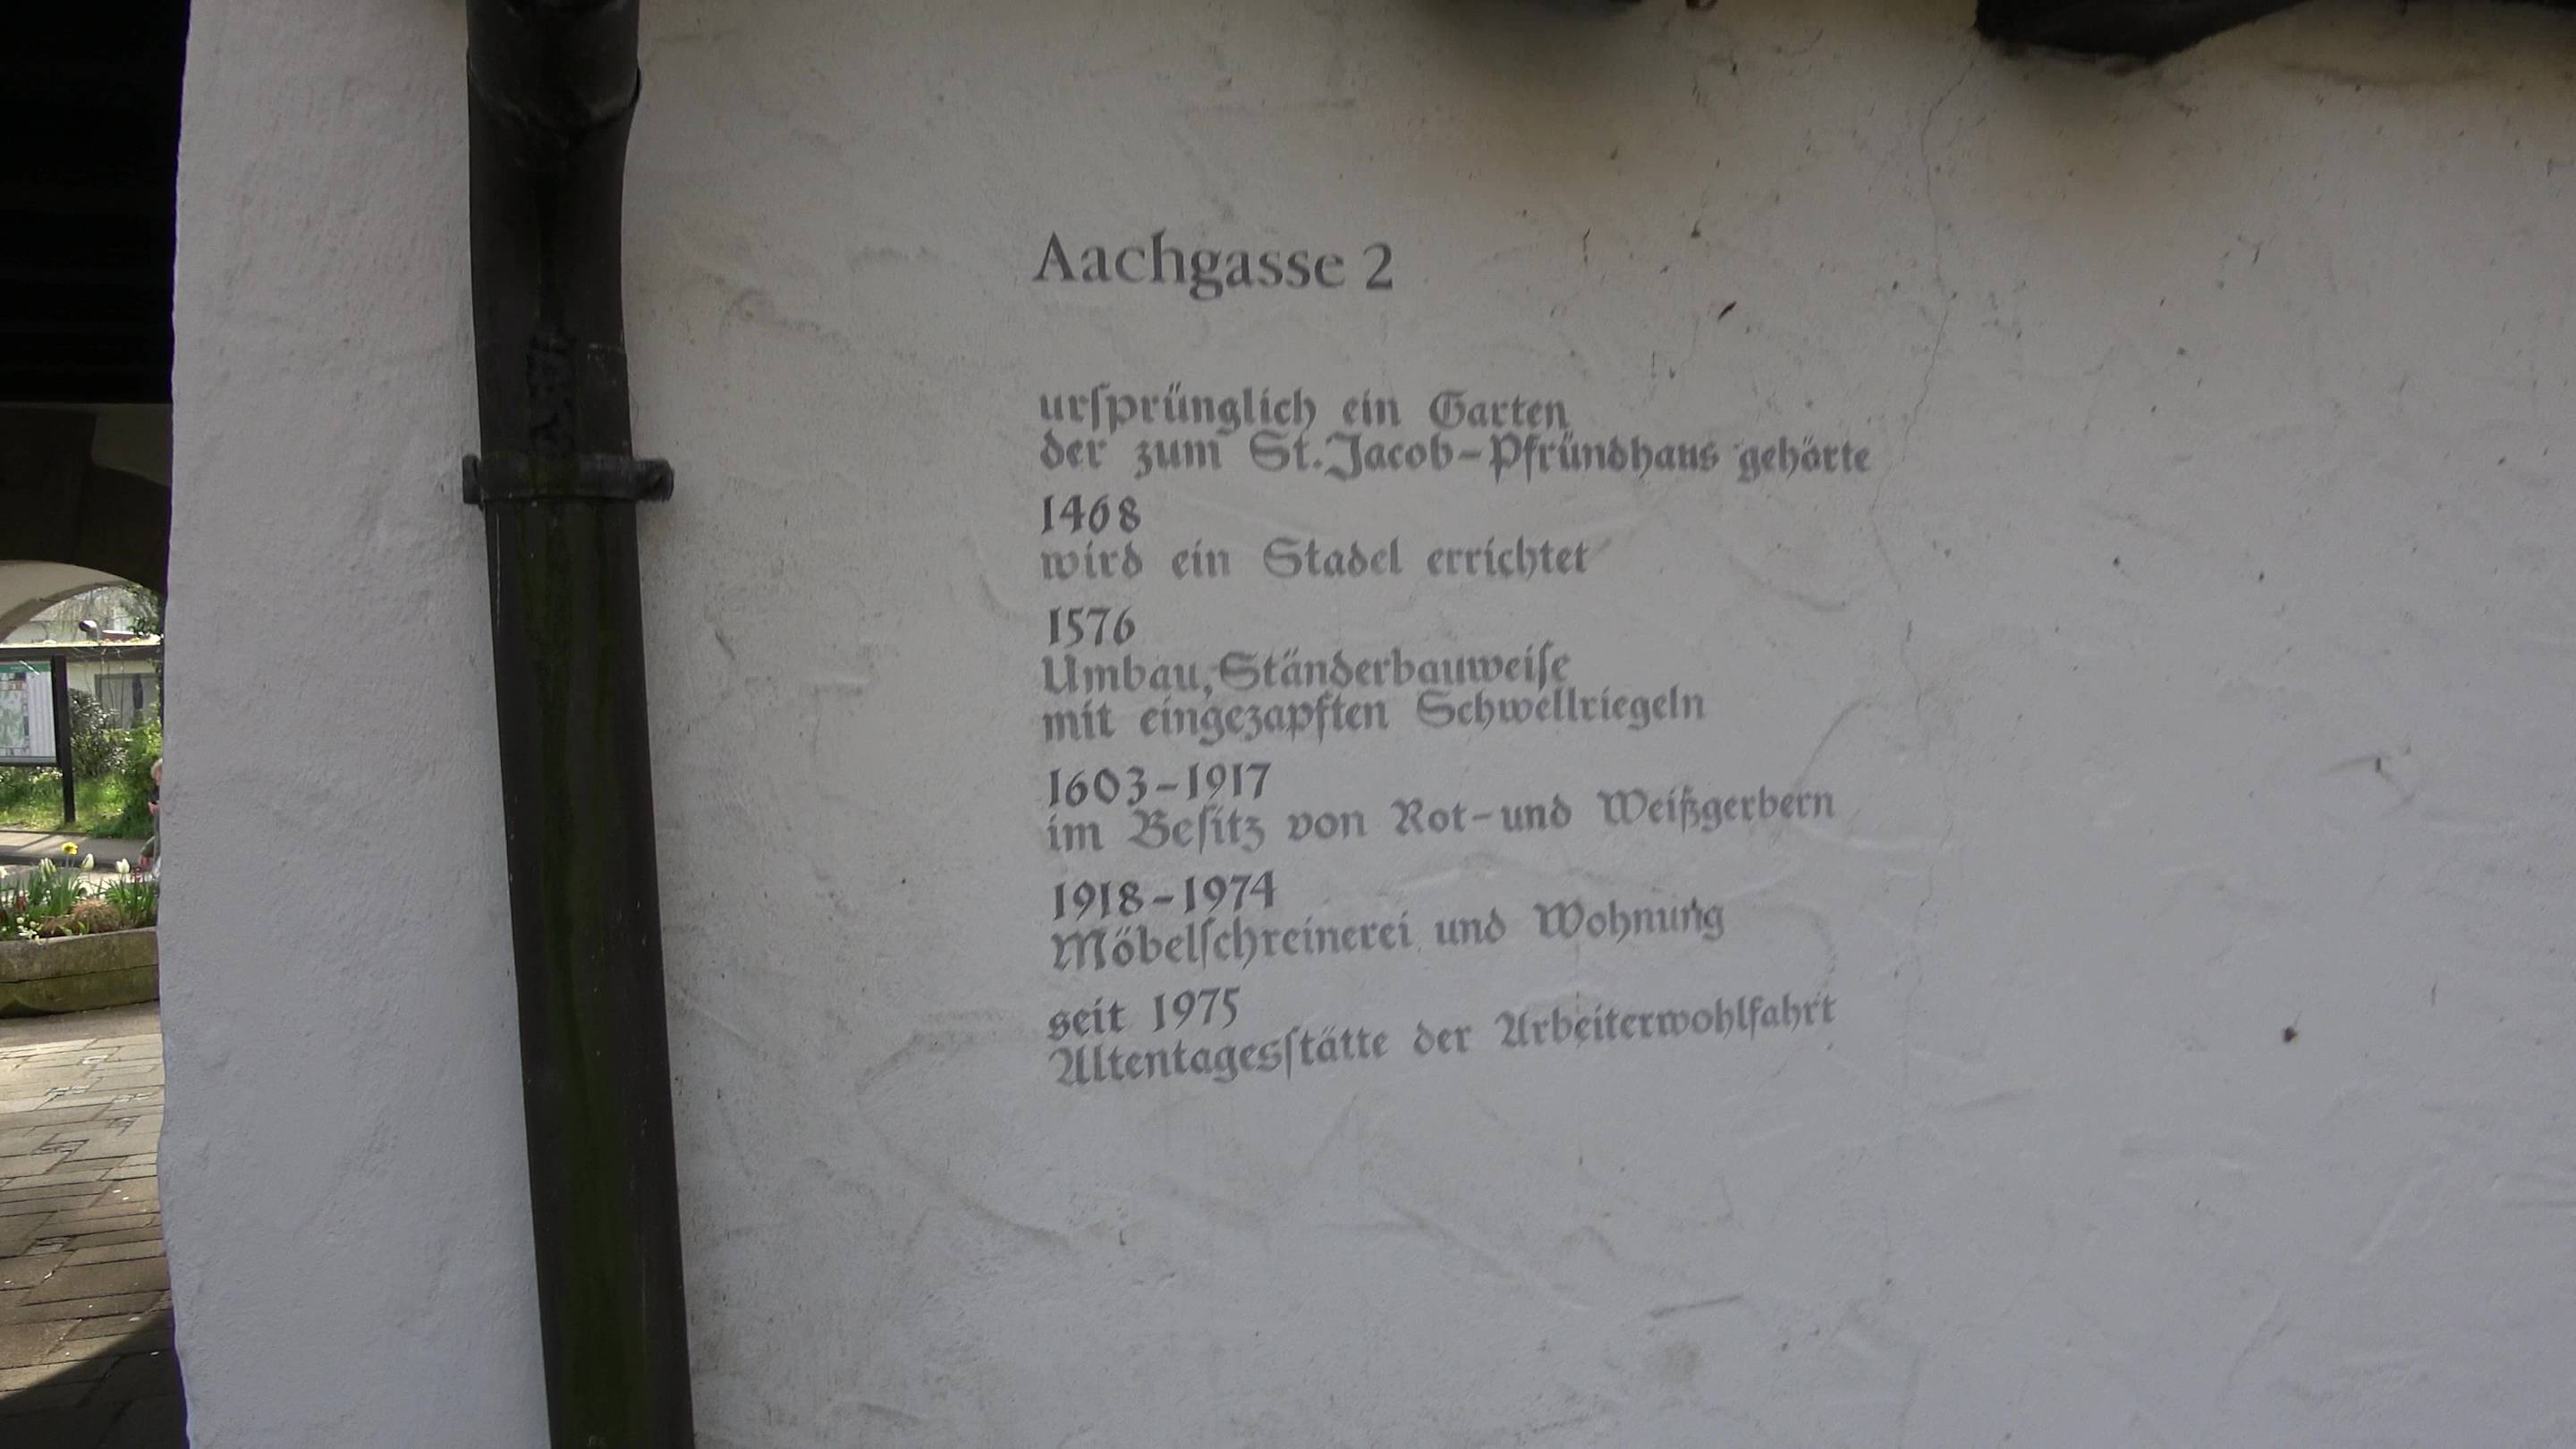 Aachgasse 2
urſprünglich ein Garten
der zum St. Jacob-Pfründhaus gehörte
1468
wird ein Stadel errichtet
1576
Umbau, Ständerbauweiſe
mit eingezapften Schwellriegeln
1603-1917
im Beſitz von Rot- und Weißgerbern
1918-1974
Möbelſchreinerei und Wohnung
seit 1975
Altentagesſtätte der Arbeiterwohlfahrt